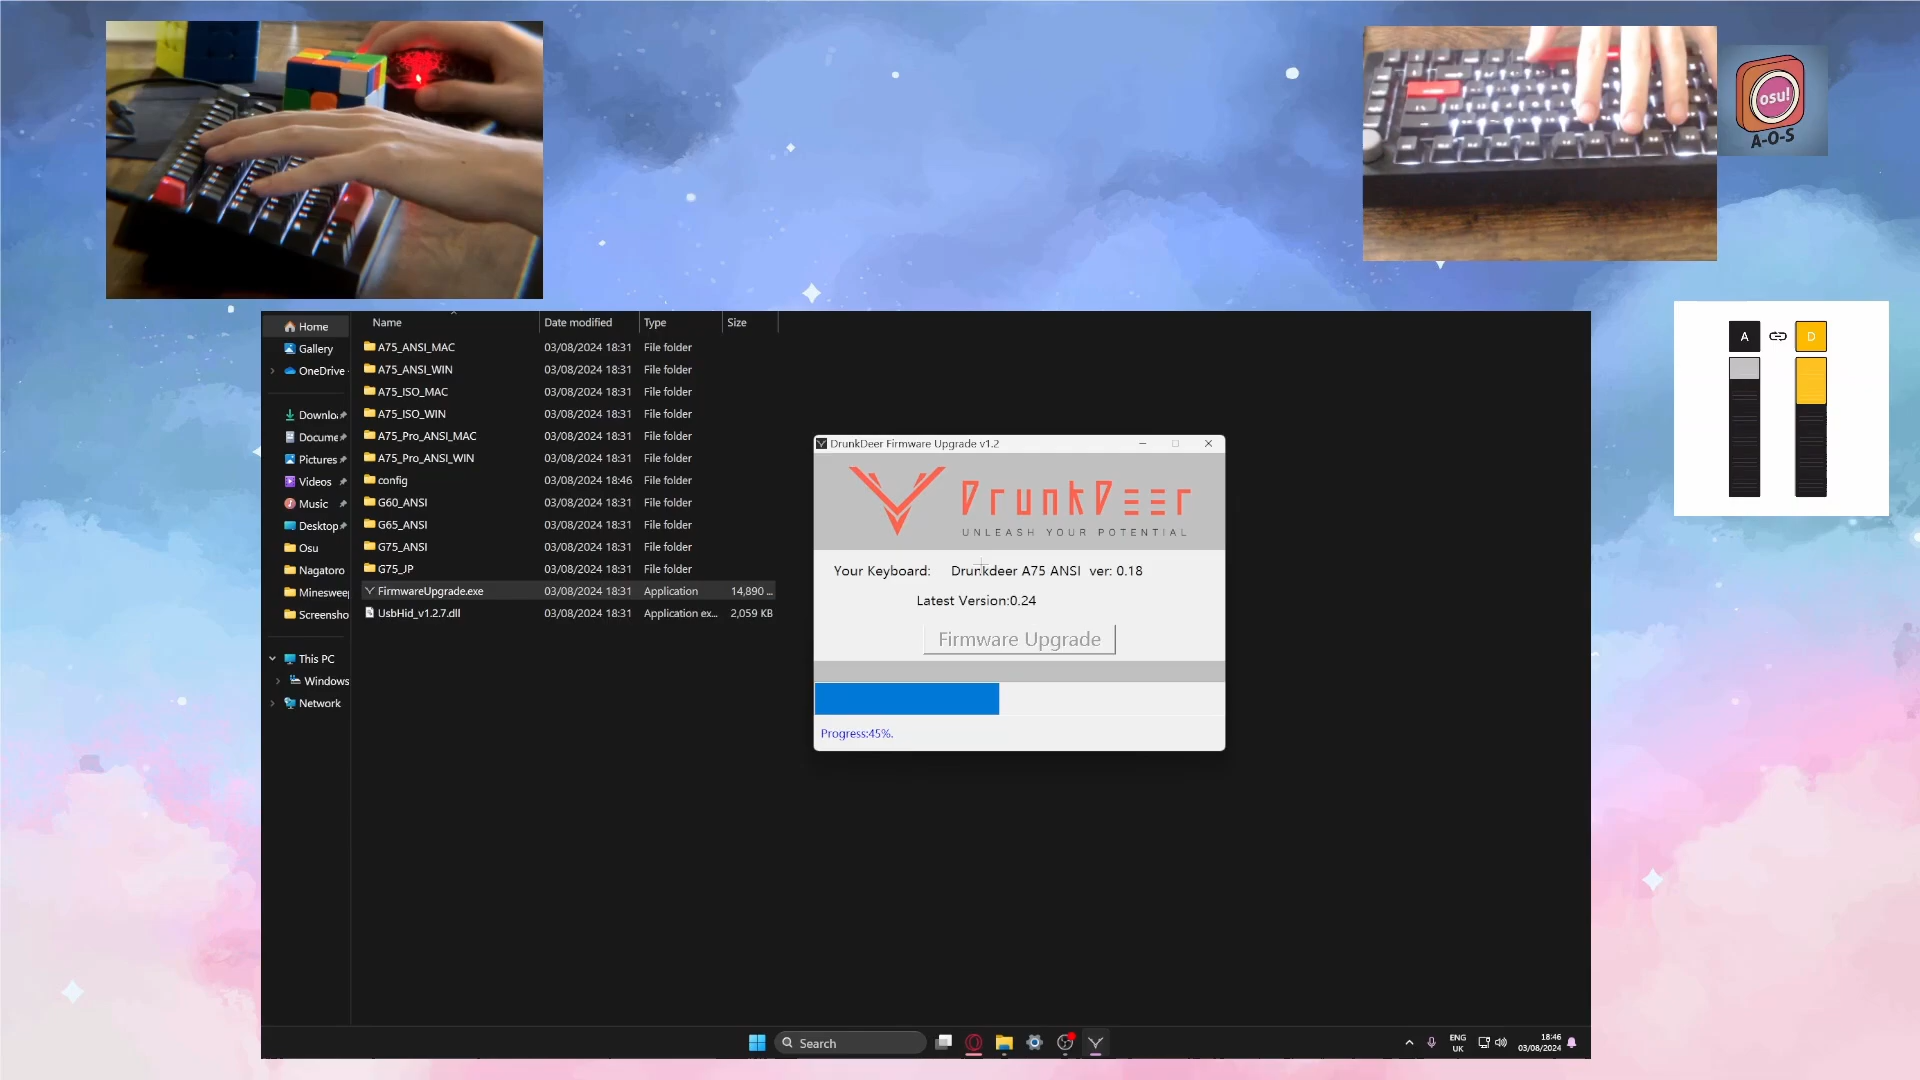 osu!
A-O-S
A
D
Home
Gallery
OneDrive
Downlo
Docume
Pictures
Videos
Music
Desktop
Osu
Nagatoro
Mineswee
Screensho
This PC
Windows
Network
Name Date modified Type Size
A75_ANSI_MAC 03/08/2024 18:31 File folder
A75_ANSI_WIN 03/08/2024 18:31 File folder
A75_ISO_MAC 03/08/2024 18:31 File folder
A75_ISO_WIN 03/08/2024 18:31 File folder
A75_Pro_ANSI_MAC 03/08/2024 18:31 File folder
A75_Pro_ANSI_WIN 03/08/2024 18:31 File folder
config 03/08/2024 18:46 File folder
G60_ANSI 03/08/2024 18:31 File folder
G65_ANSI 03/08/2024 18:31 File folder
G75_ANSI 03/08/2024 18:31 File folder
G75_JP 03/08/2024 18:31 File folder
FirmwareUpgrade.exe 03/08/2024 18:31 Application 14,890 ...
UsbHid_v1.2.7.dll 03/08/2024 18:31 Application ex... 2,059 KB
DrunkDeer Firmware Upgrade v1.2
DrunkDeer
UNLEASH YOUR POTENTIAL
Your Keyboard: Drunkdeer A75 ANSI ver: 0.18
Latest Version:0.24
Firmware Upgrade
Progress:45%.
Search
ENG
UK
18:46
03/08/2024